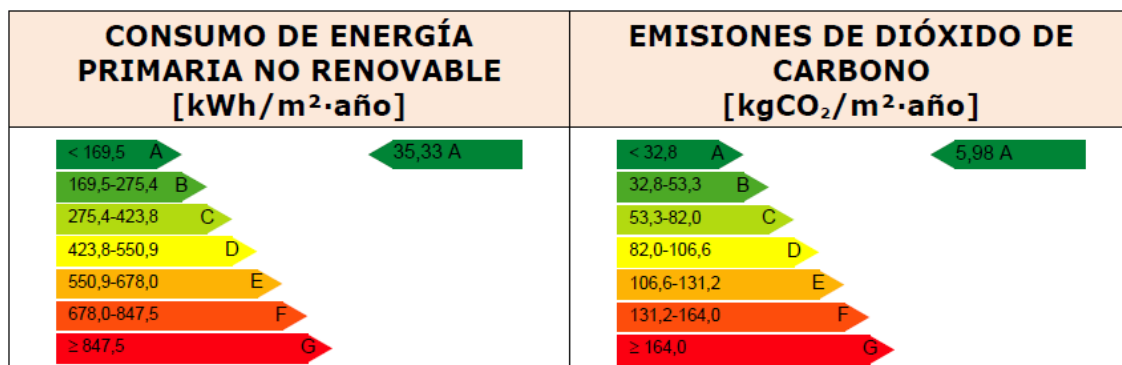 CONSUMO DE ENERGÍA
PRIMARIA NO RENOVABLE
[kWh/m²·año]
< 169,5 A
35,33 A
169,5-275,4 B
275,4-423,8 C
423,8-550,9 D
550,9-678,0 E
678,0-847,5 F
≥ 847,5 G
EMISIONES DE DIÓXIDO DE
CARBONO
[kgCO₂/m²·año]
< 32,8 A
5,98 A
32,8-53,3 B
53,3-82,0 C
82,0-106,6 D
106,6-131,2 E
131,2-164,0 F
≥ 164,0 G